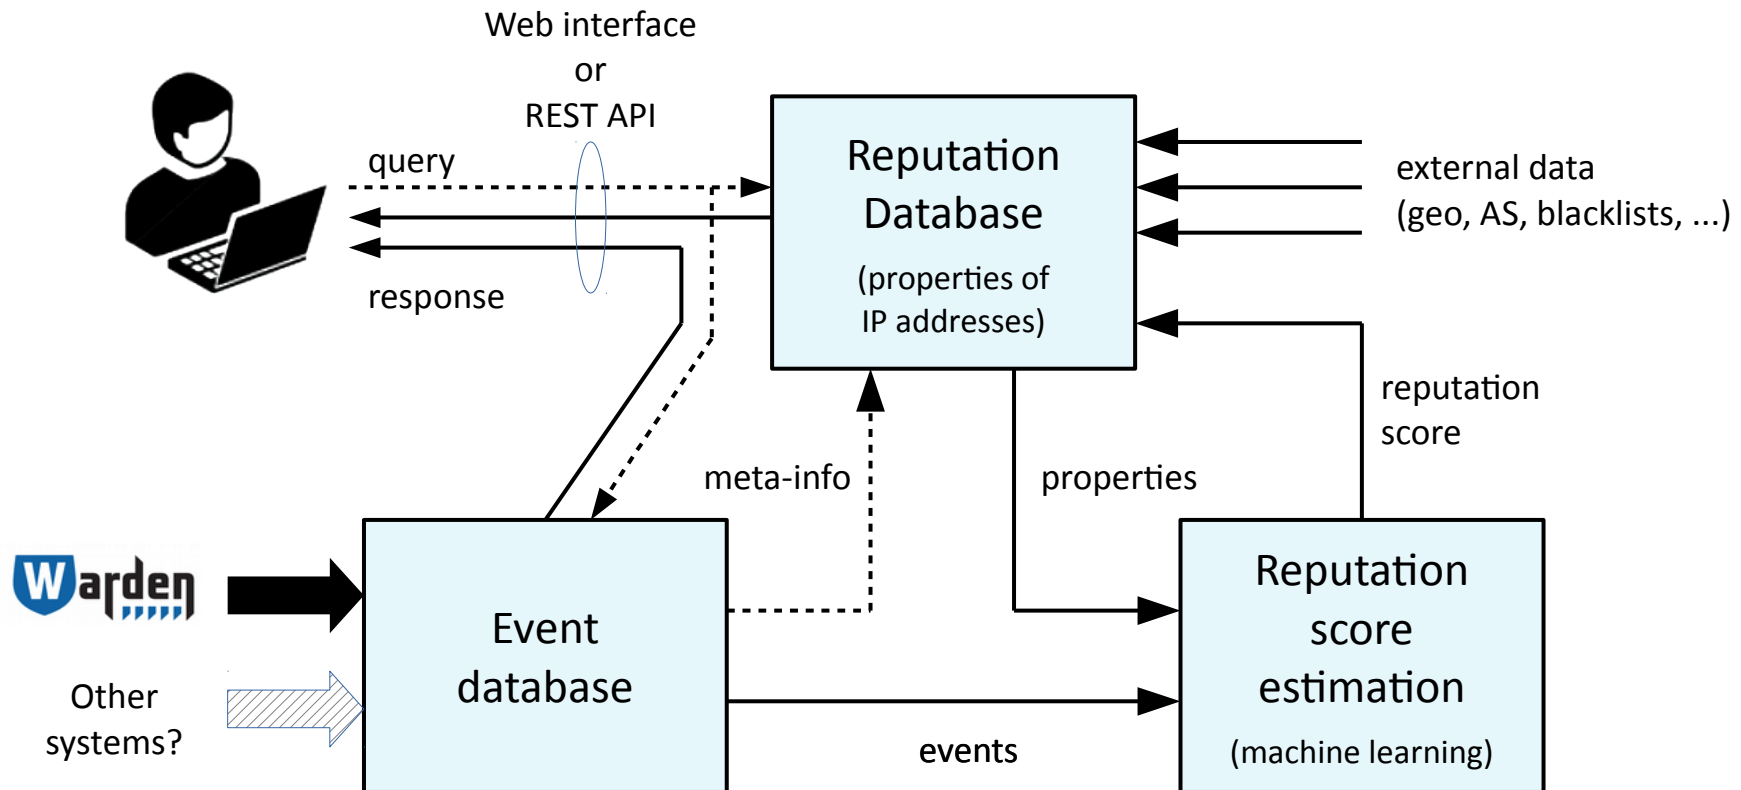 Web interface
or
REST API
query
response
Reputation
Database
(properties of
IP addresses)
external data
(geo, AS, blacklists, ...)
reputation
score
meta-info
properties
Warden
Other
systems?
Event
database
events
Reputation
score
estimation
(machine learning)